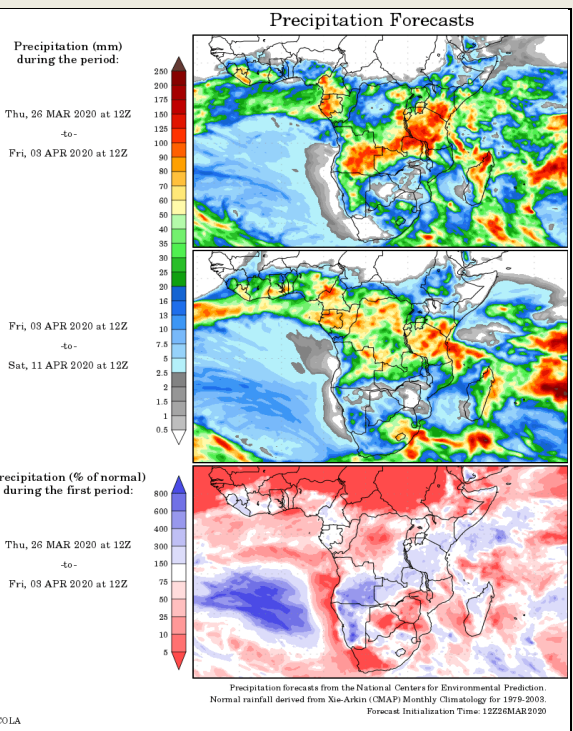 Precipitation Forecasts
Precipitation (mm)
during the period:
Thu, 26 MAR 2020 at 12Z
-to-
Fri, 03 APR 2020 at 12Z
250
200
175
150
125
100
90
80
70
60
50
40
35
30
25
20
16
13
10
7.5
5
2.5
2
1.5
1
0.5
Fri, 03 APR 2020 at 12Z
-to-
Sat, 11 APR 2020 at 12Z
recipitation (% of normal)
during the first period:
Thu, 26 MAR 2020 at 12Z
-to-
Fri, 03 APR 2020 at 12Z
800
600
400
300
150
75
50
25
10
5
Precipitation forecasts from the National Centers for Environmental Prediction.
Normal rainfall derived from Xie-Arkin (CMAP) Monthly Climatology for 1979-2003.
Forecast Initialization Time: 12Z26MAR2020
COLA